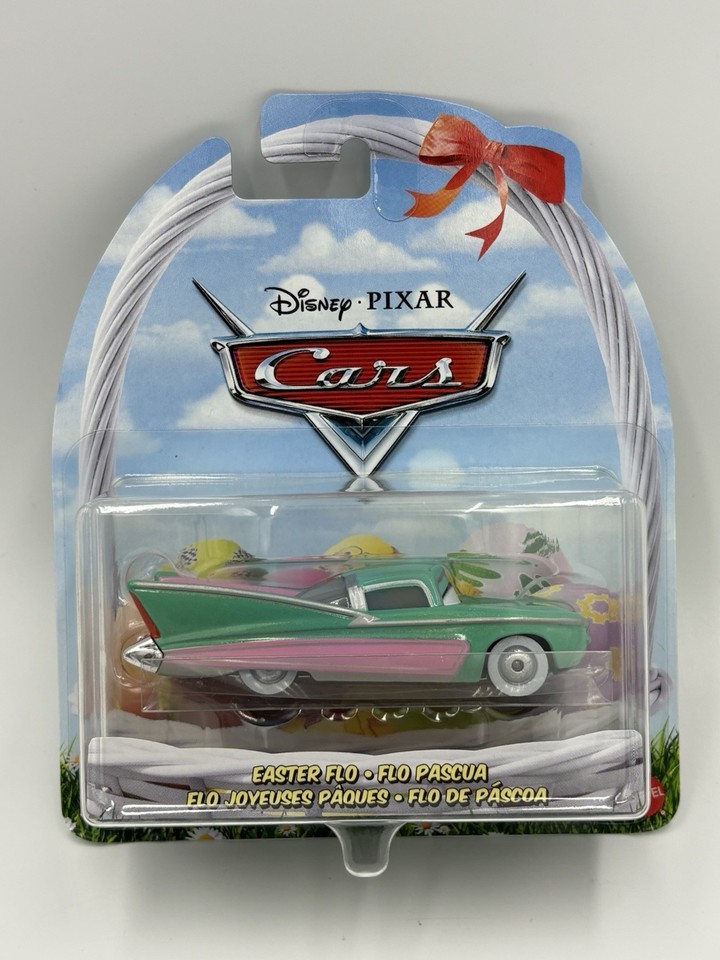 Disney · PIXAR
Cars
EASTER FLO • FLO PASCUA
FLO JOYEUSES PÂQUES • FLO DE PÁSCOA